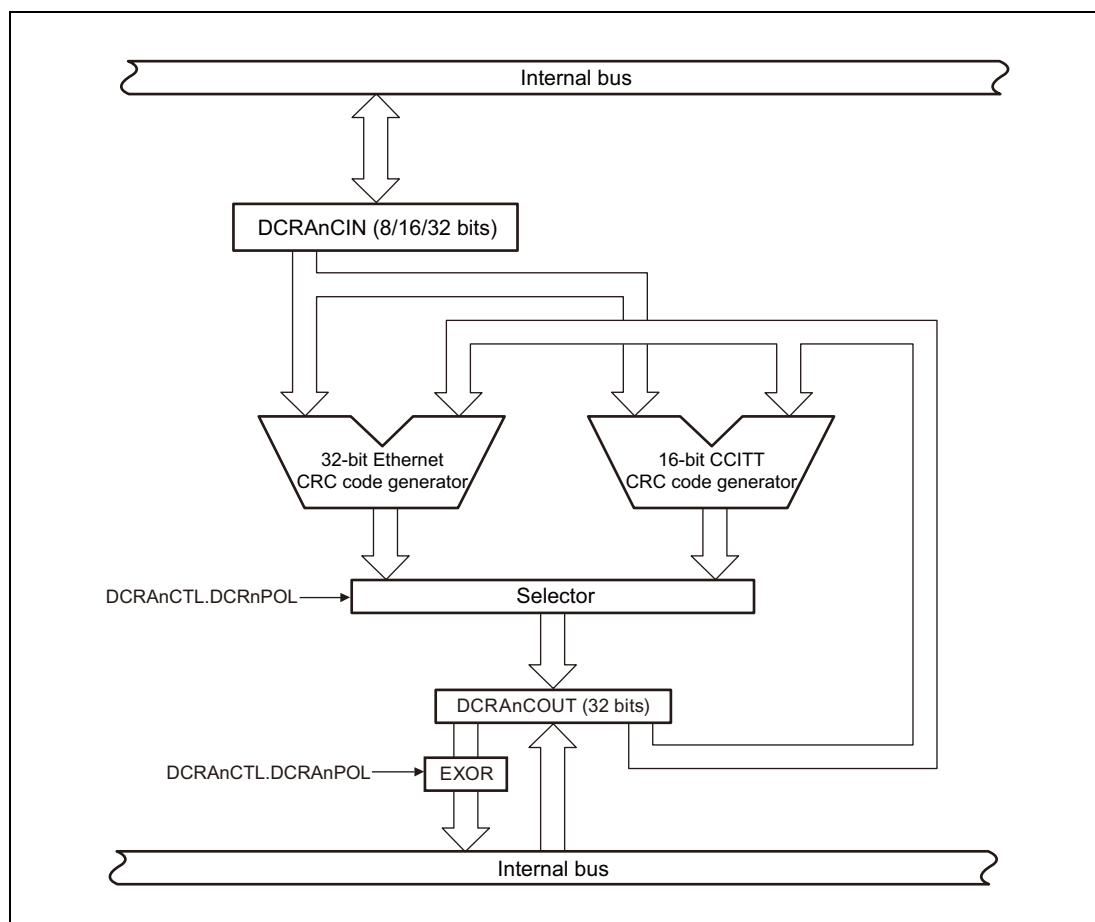 Internal bus
DCRAnCIN (8/16/32 bits)
32-bit Ethernet
CRC code generator
16-bit CCITT
CRC code generator
DCRAnCTL.DCRnPOL
Selector
DCRAnCOUT (32 bits)
DCRAnCTL.DCRAnPOL
EXOR
Internal bus